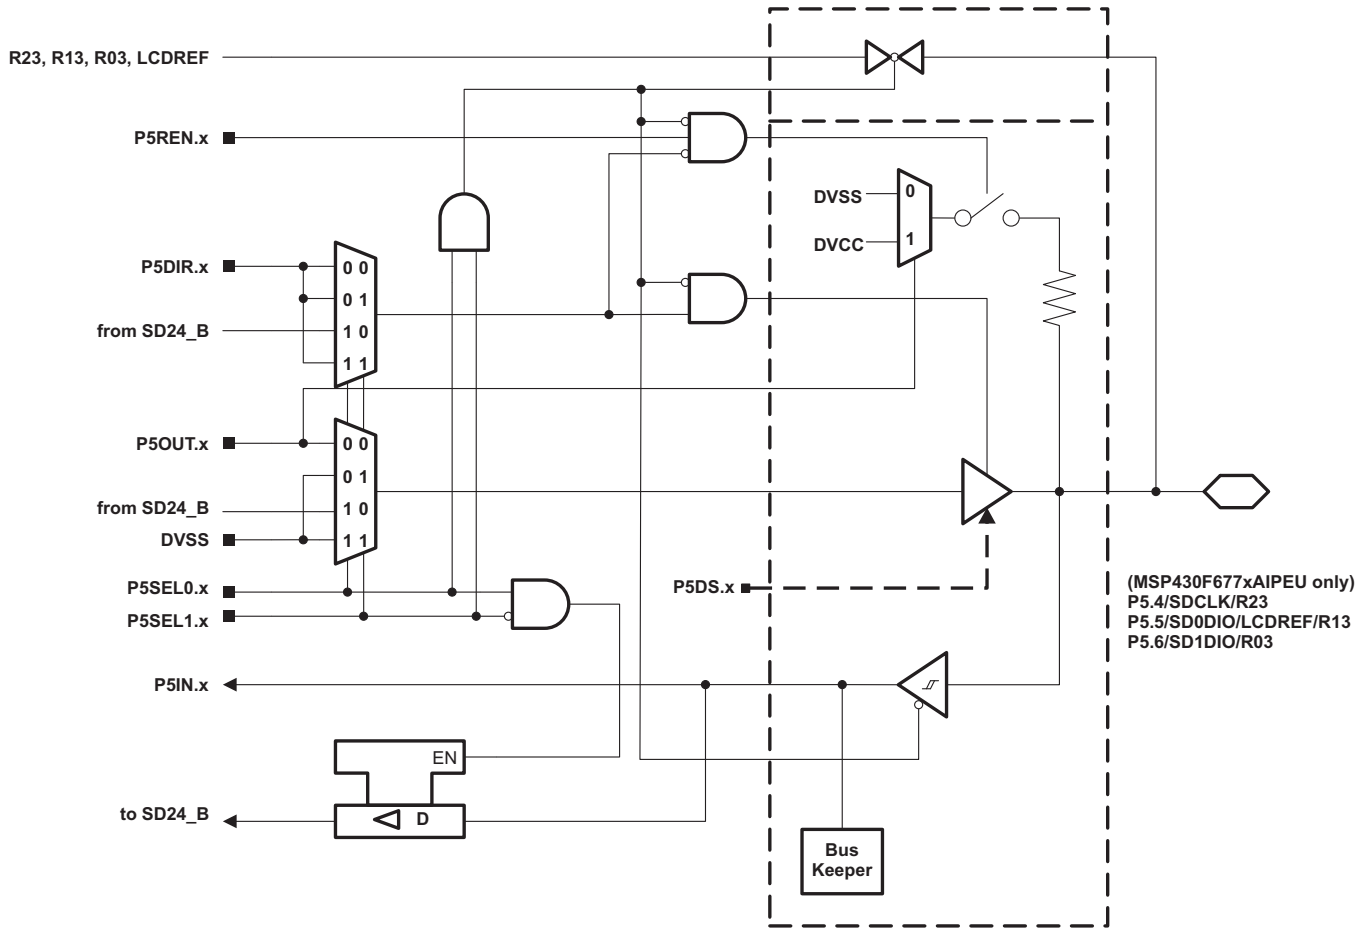 R23, R13, R03, LCDREF
P5REN.x
DVSS
0
DVCC
1
P5DIR.x
0 0
0 1
from SD24_B
1 0
1 1
P5OUT.x
0 0
0 1
from SD24_B
1 0
DVSS
1 1
P5SEL0.x
P5SEL1.x
P5DS.x
(MSP430F677xAIPEU only)
P5.4/SDCLK/R23
P5.5/SD0DIO/LCDREF/R13
P5.6/SD1DIO/R03
P5IN.x
EN
to SD24_B
D
Bus
Keeper